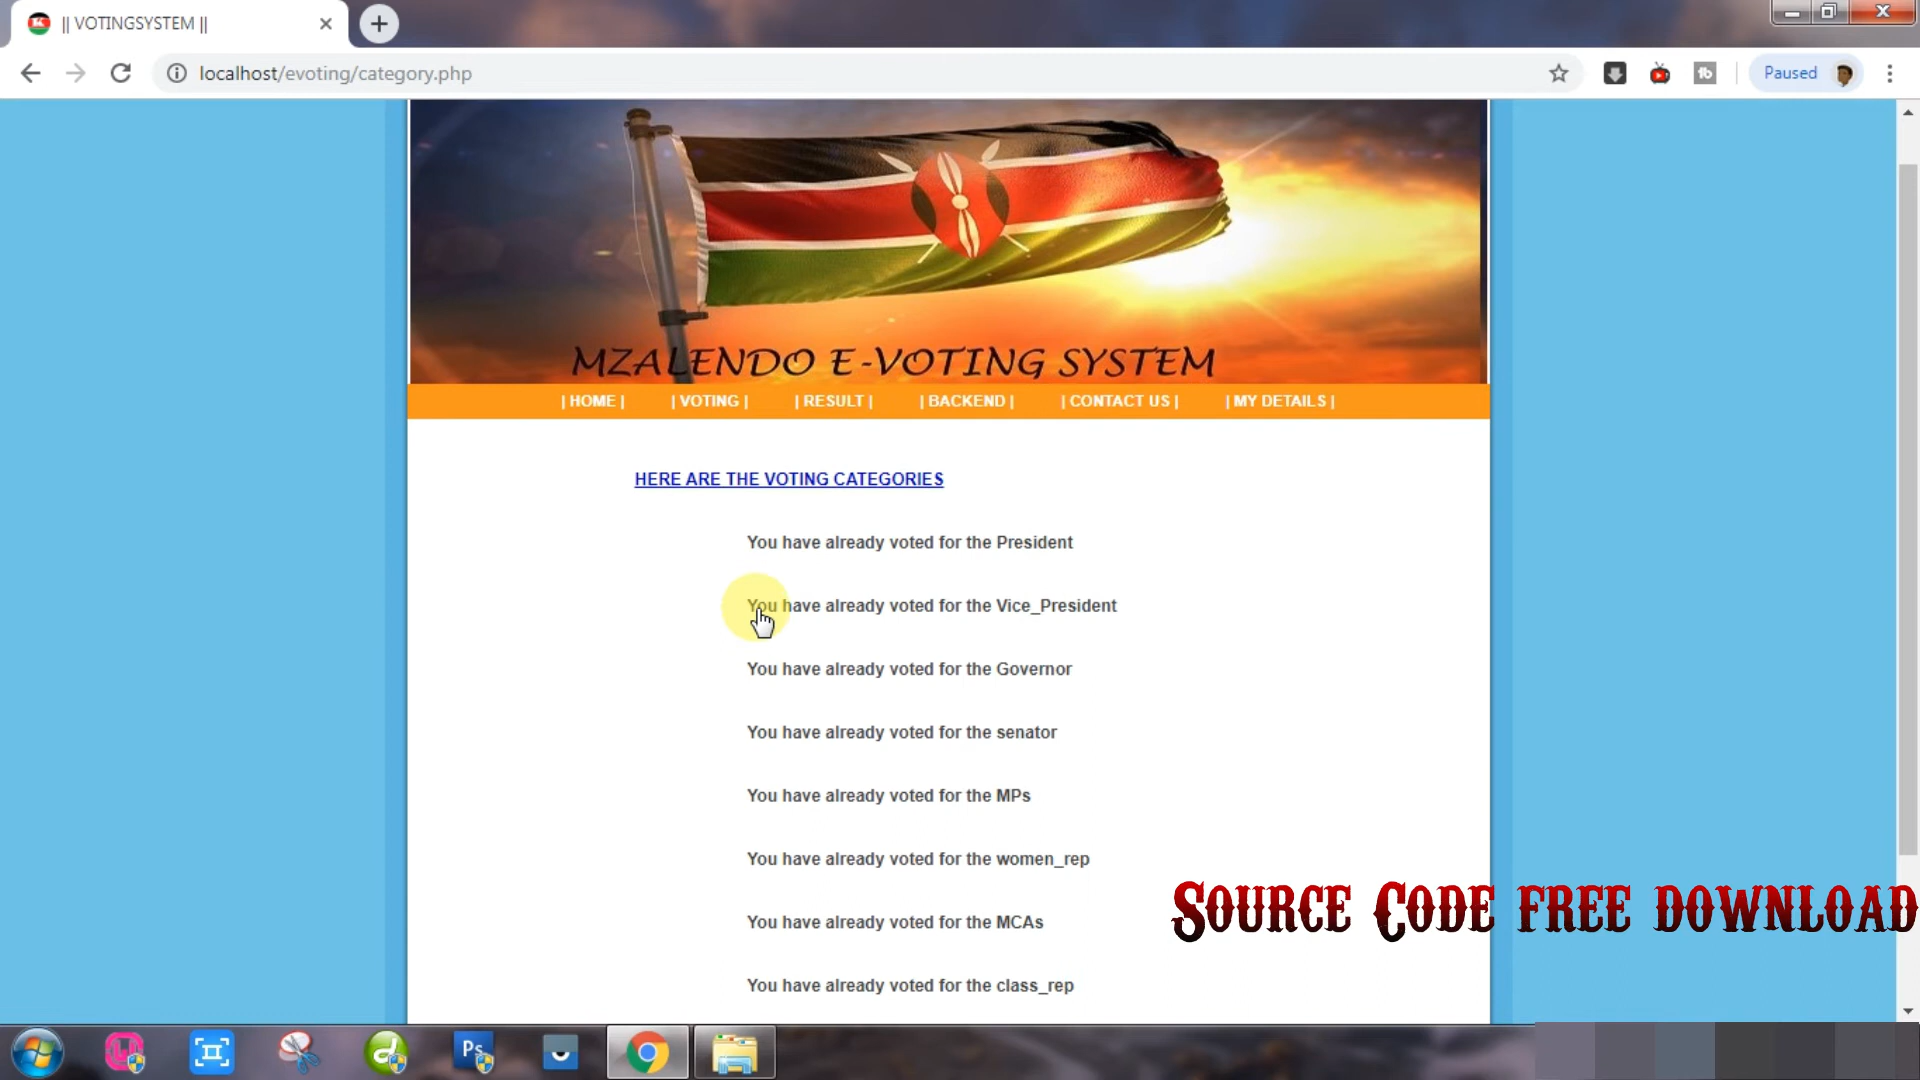 || VOTINGSYSTEM ||
localhost/evoting/category.php
Paused
MZALENDO E-VOTING SYSTEM
| HOME | | VOTING | | RESULT | | BACKEND | | CONTACT US | | MY DETAILS |
HERE ARE THE VOTING CATEGORIES
You have already voted for the President
You have already voted for the Vice_President
You have already voted for the Governor
You have already voted for the senator
You have already voted for the MPs
You have already voted for the women_rep
Source Code free download
You have already voted for the MCAs
You have already voted for the class_rep
Ps